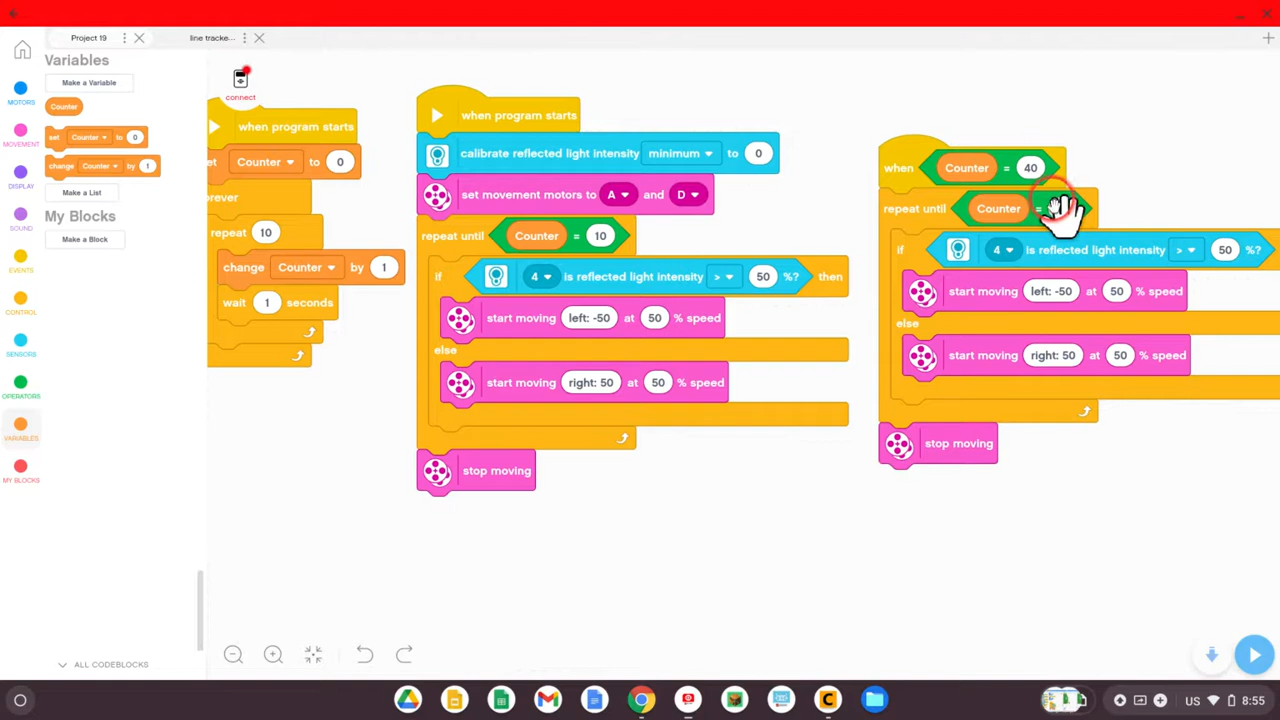 Project 19
line tracke...
Variables
Make a Variable
Counter
set Counter to 0
change Counter by 1
Make a List
My Blocks
Make a Block
MOTORS
MOVEMENT
DISPLAY
SOUND
EVENTS
CONTROL
SENSORS
OPERATORS
VARIABLES
MY BLOCKS
ALL CODEBLOCKS
connect
when program starts
Counter to 0
repeat 10
change Counter by 1
wait 1 seconds
when program starts
calibrate reflected light intensity minimum to 0
set movement motors to A and D
repeat until Counter = 10
if 4 is reflected light intensity > 50 %? then
start moving left: -50 at 50 % speed
else
start moving right: 50 at 50 % speed
stop moving
when Counter = 40
repeat until Counter =
if 4 is reflected light intensity > 50 %?
start moving left: -50 at 50 % speed
else
start moving right: 50 at 50 % speed
stop moving
US 8:55